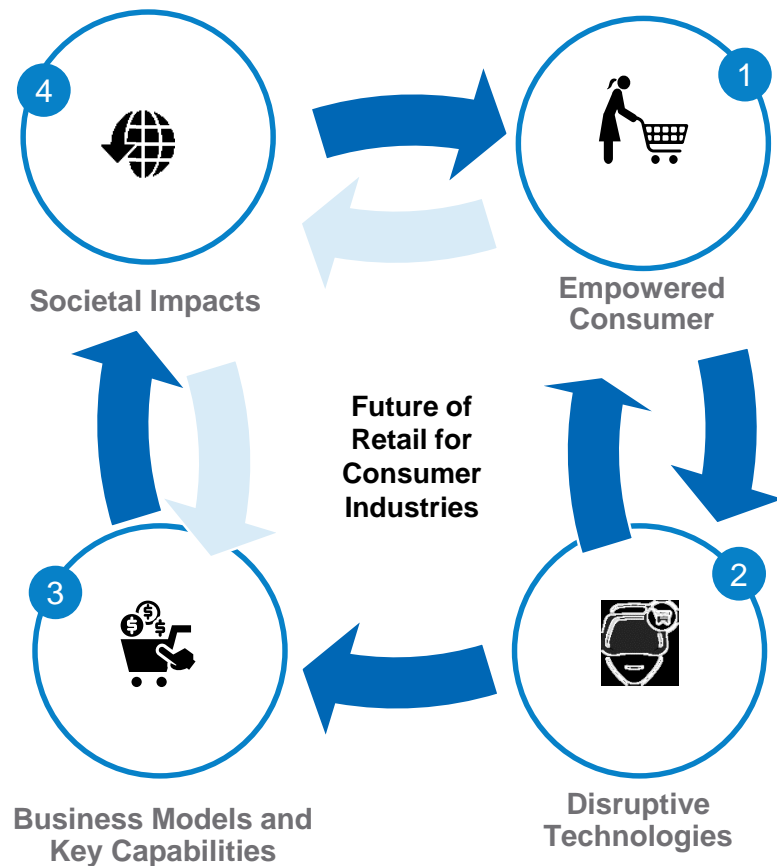 4
1
Societal Impacts
Empowered
Consumer
Future of
Retail for
Consumer
Industries
3
2
$
$
$
Business Models and
Key Capabilities
Disruptive
Technologies